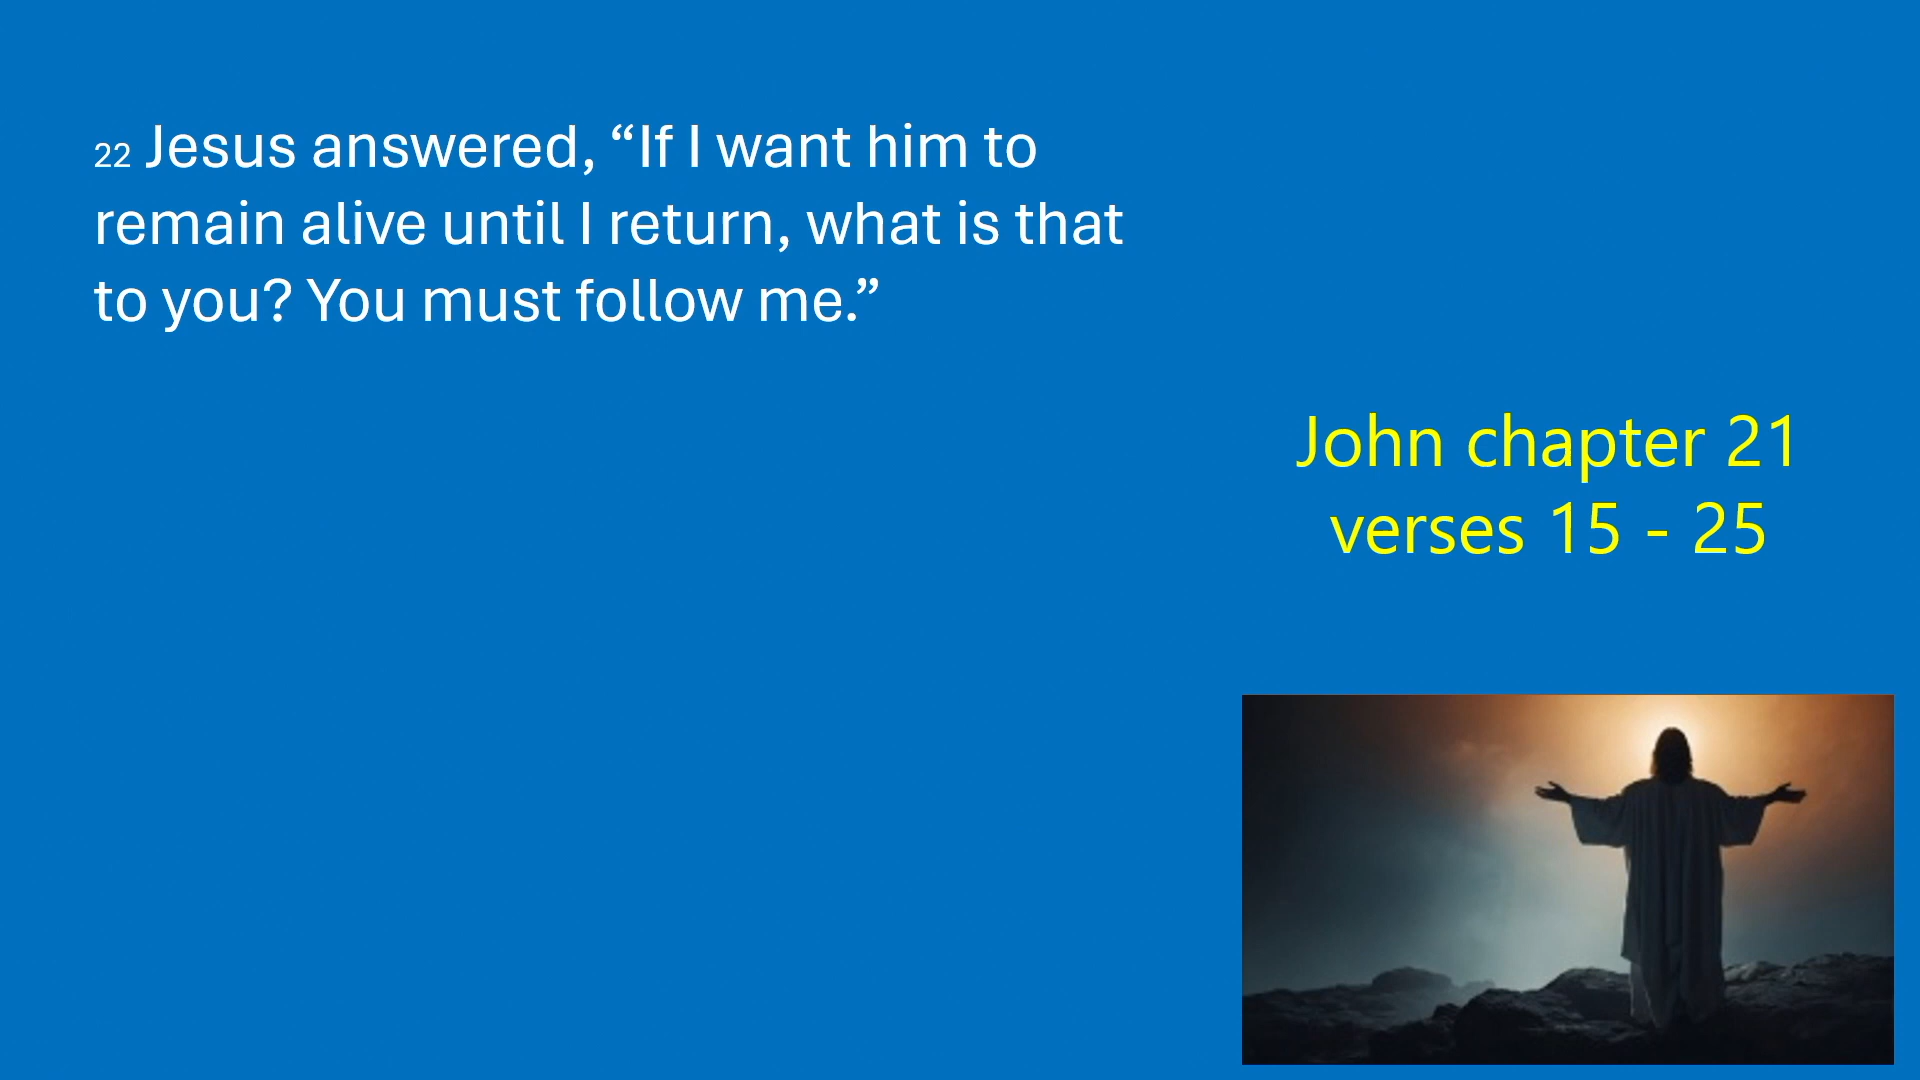 22 Jesus answered, “If I want him to
remain alive until I return, what is that
to you? You must follow me.”
John chapter 21
verses 15 - 25